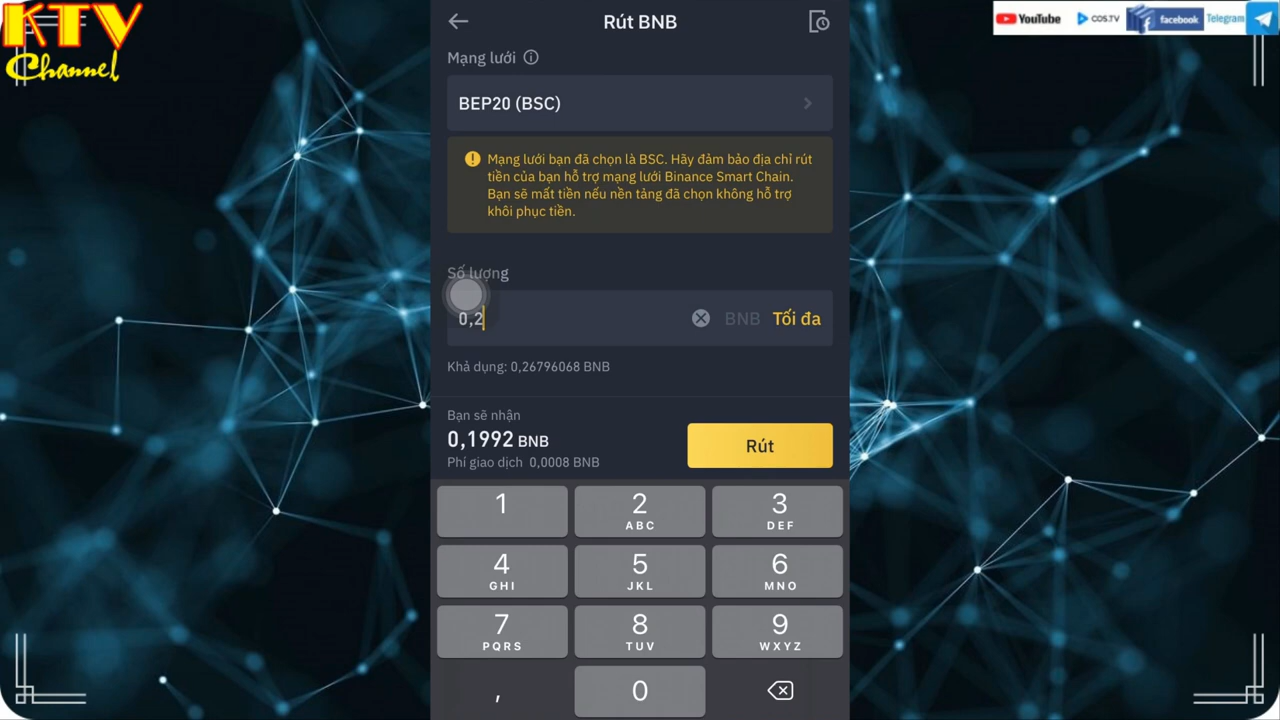 KTV
Channel
YouTube
COS.TV
facebook
Telegram
Rút BNB
Mạng lưới
BEP20 (BSC)
Mạng lưới bạn đã chọn là BSC. Hãy đảm bảo địa chỉ rút
tiền của bạn hỗ trợ mạng lưới Binance Smart Chain.
Bạn sẽ mất tiền nếu nền tảng đã chọn không hỗ trợ
khôi phục tiền.
Số lượng
0,2
BNB
Tối đa
Khả dụng: 0,26796068 BNB
Bạn sẽ nhận
0,1992 BNB
Phí giao dịch 0,0008 BNB
Rút
1
2
ABC
3
DEF
4
GHI
5
JKL
6
MNO
7
PQRS
8
TUV
9
WXYZ
,
0